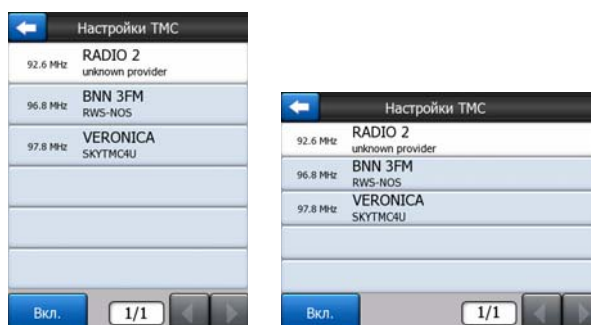 Настройки TMC
92.6 MHz RADIO 2
unknown provider
96.8 MHz BNN 3FM
RWS-NOS
97.8 MHz VERONICA
SKYTMC4U
Вкл. 1/1
Настройки TMC
92.6 MHz RADIO 2
unknown provider
96.8 MHz BNN 3FM
RWS-NOS
97.8 MHz VERONICA
SKYTMC4U
Вкл. 1/1